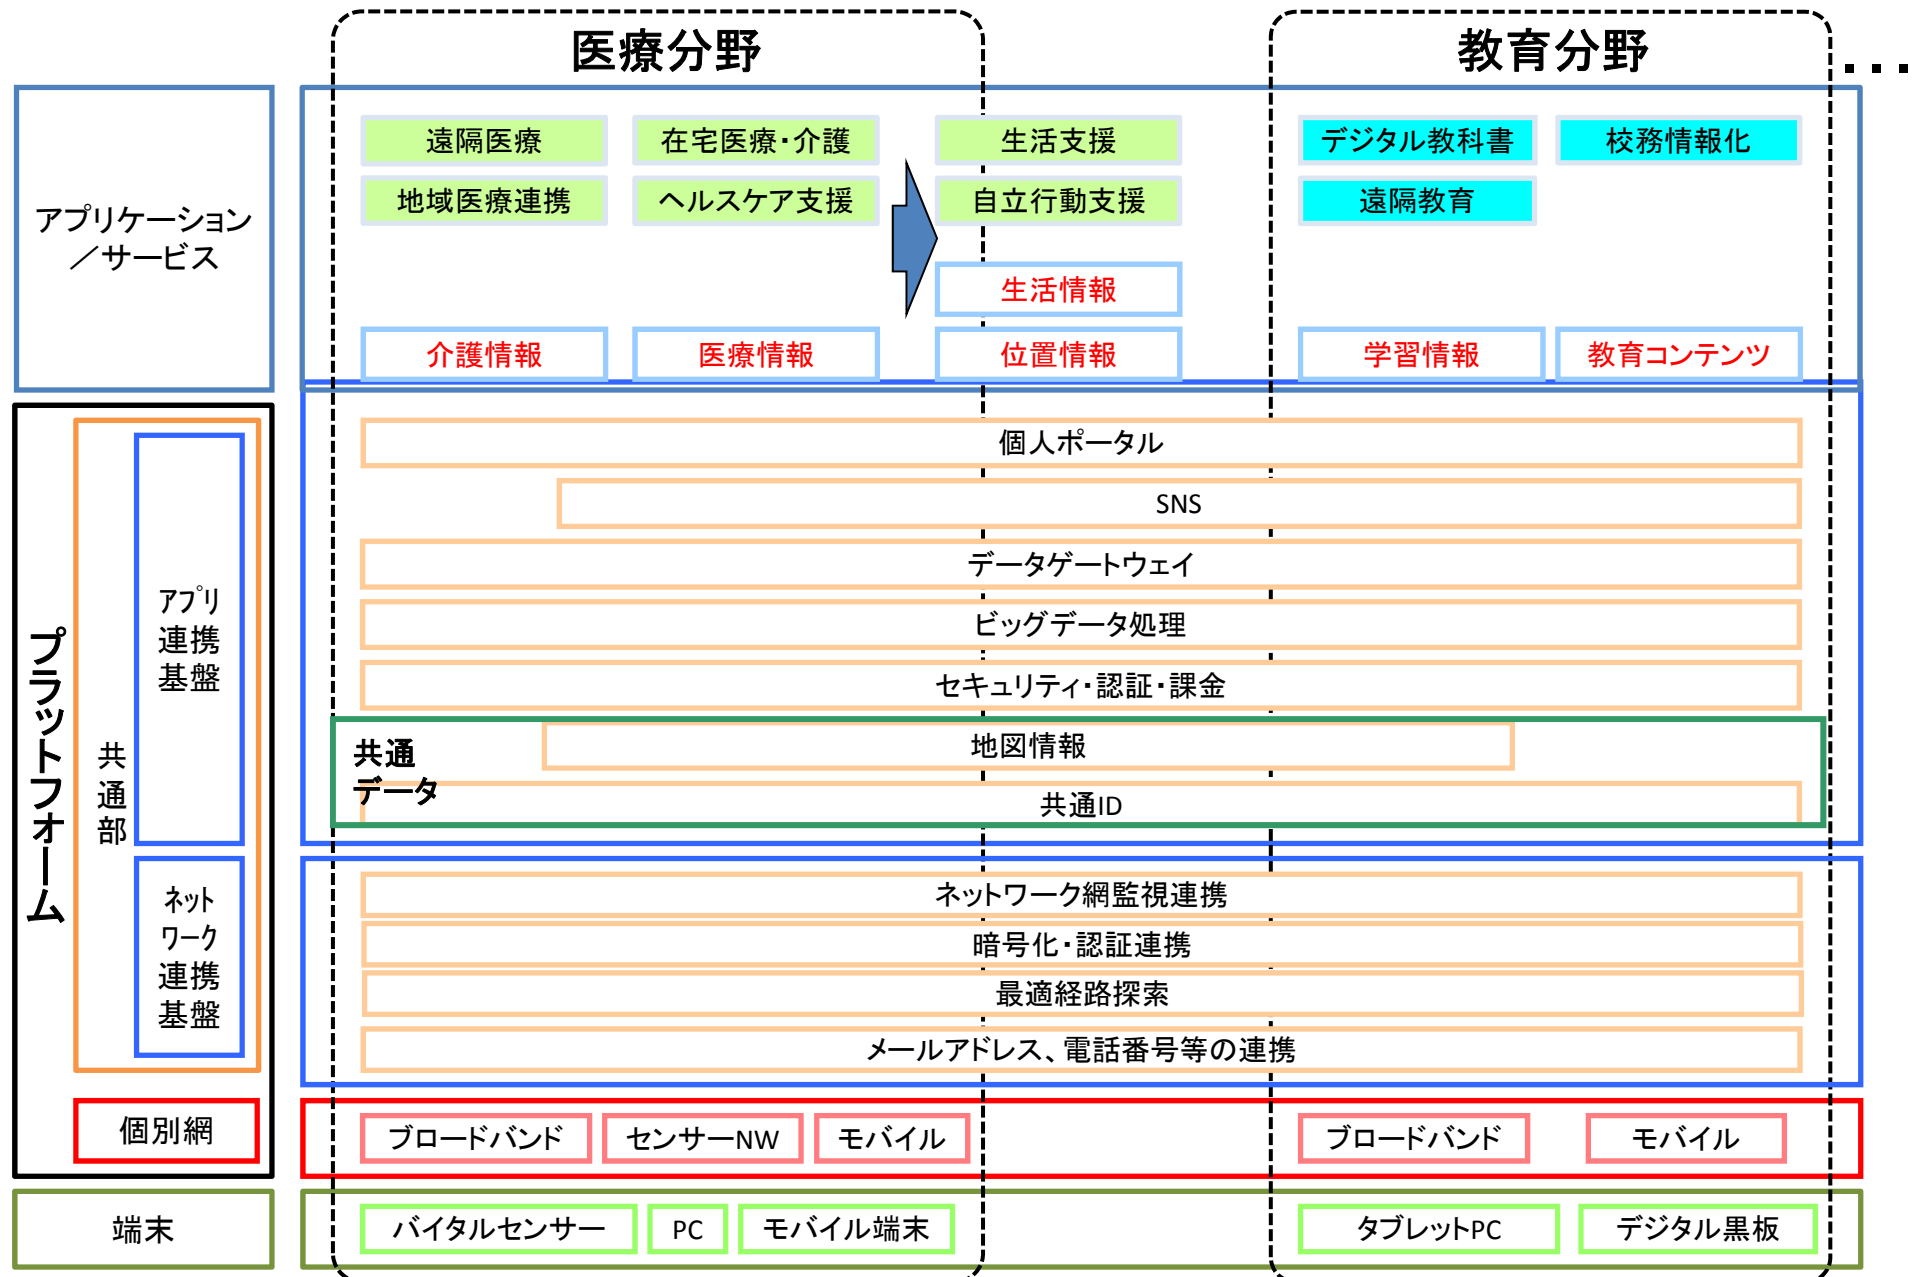 医療分野
教育分野
・・・
アプリケーション
／サービス
遠隔医療
在宅医療・介護
生活支援
デジタル教科書
校務情報化
地域医療連携
ヘルスケア支援
自立行動支援
遠隔教育
生活情報
介護情報
医療情報
位置情報
学習情報
教育コンテンツ
プラットフォーム
共通部
アプリ
連携
基盤
個人ポータル
SNS
データゲートウェイ
ビッグデータ処理
セキュリティ・認証・課金
共通
データ
地図情報
共通ID
ネット
ワーク
連携
基盤
ネットワーク網監視連携
暗号化・認証連携
最適経路探索
メールアドレス、電話番号等の連携
個別網
ブロードバンド
センサーNW
モバイル
ブロードバンド
モバイル
端末
バイタルセンサー
PC
モバイル端末
タブレットPC
デジタル黒板